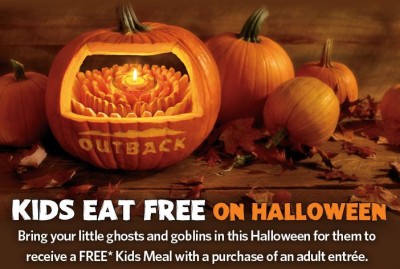 OUTBACK
KIDS EAT FREE ON HALLOWEEN
Bring your little ghosts and goblins in this Halloween for them to
receive a FREE* Kids Meal with a purchase of an adult entrée.